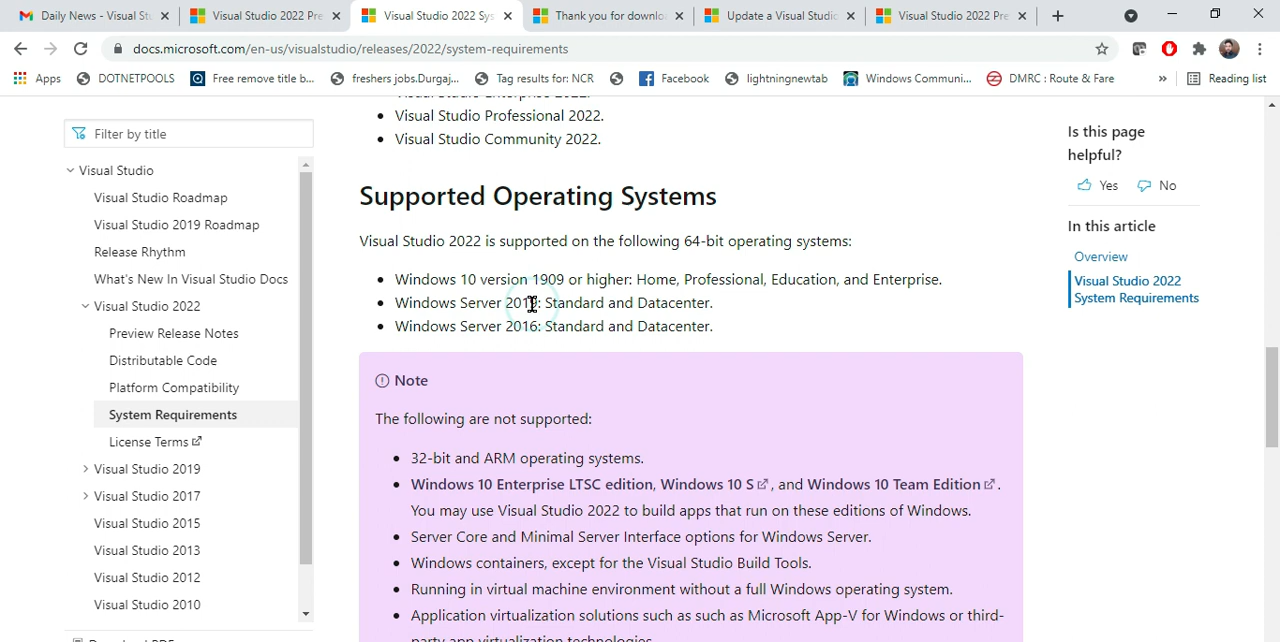 Daily News - Visual St
Visual Studio 2022 Pre
Visual Studio 2022 Sys
Thank you for downlo
Update a Visual Studio
Visual Studio 2022 Pre
docs.microsoft.com/en-us/visualstudio/releases/2022/system-requirements
Apps
DOTNETPOOLS
Free remove title b...
freshers jobs.Durgaj...
Tag results for: NCR
Facebook
lightningnewtab
Windows Communi...
DMRC : Route & Fare
»
Reading list
Filter by title
Visual Studio
Visual Studio Roadmap
Visual Studio 2019 Roadmap
Release Rhythm
What's New In Visual Studio Docs
Visual Studio 2022
Preview Release Notes
Distributable Code
Platform Compatibility
System Requirements
License Terms
Visual Studio 2019
Visual Studio 2017
Visual Studio 2015
Visual Studio 2013
Visual Studio 2012
Visual Studio 2010
Download PDF
Visual Studio Enterprise 2022.
• Visual Studio Professional 2022.
• Visual Studio Community 2022.
Supported Operating Systems
Visual Studio 2022 is supported on the following 64-bit operating systems:
• Windows 10 version 1909 or higher: Home, Professional, Education, and Enterprise.
• Windows Server 2019: Standard and Datacenter.
• Windows Server 2016: Standard and Datacenter.
Note
The following are not supported:
• 32-bit and ARM operating systems.
• Windows 10 Enterprise LTSC edition, Windows 10 S, and Windows 10 Team Edition.
You may use Visual Studio 2022 to build apps that run on these editions of Windows.
• Server Core and Minimal Server Interface options for Windows Server.
• Windows containers, except for the Visual Studio Build Tools.
• Running in virtual machine environment without a full Windows operating system.
• Application virtualization solutions such as such as Microsoft App-V for Windows or third-
party app virtualization technologies.
Is this page
helpful?
Yes
No
In this article
Overview
Visual Studio 2022
System Requirements